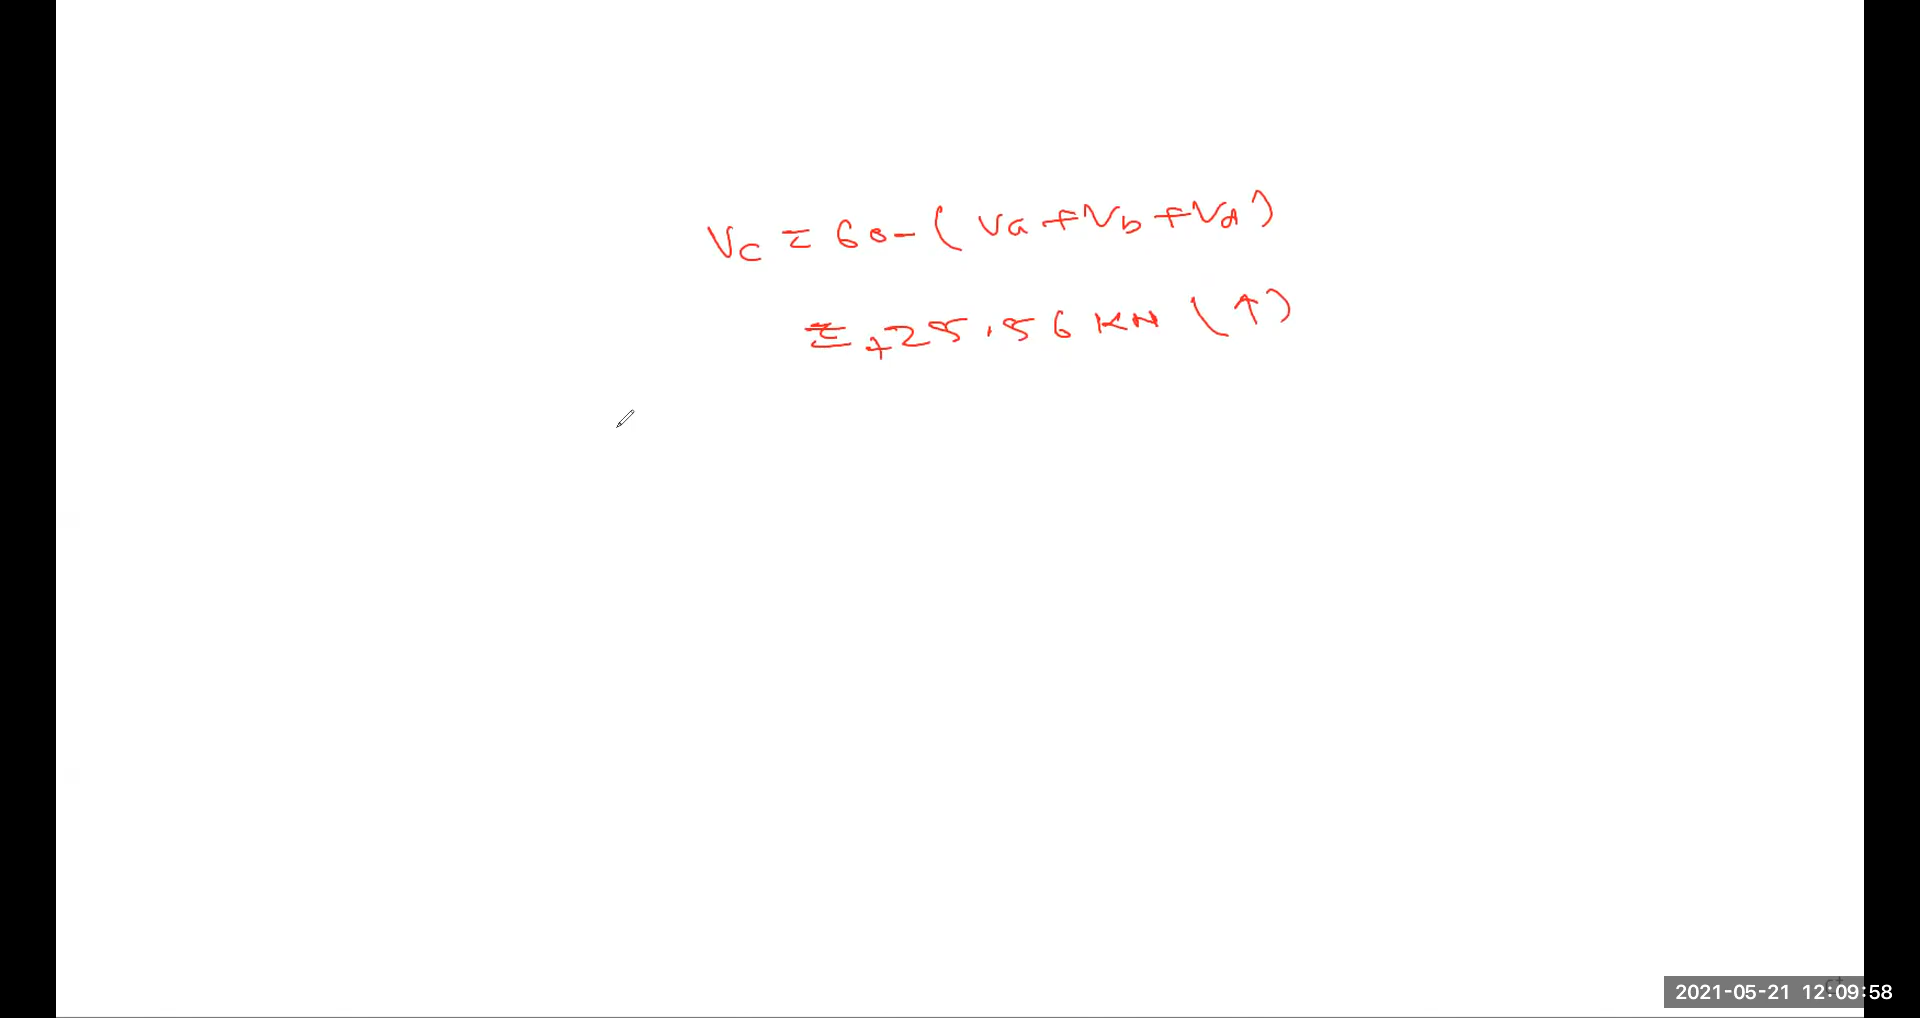 Vc = 60 - (Va + Vb + Vd)
= +25.56 KN (↑)
2021-05-21 12:09:58